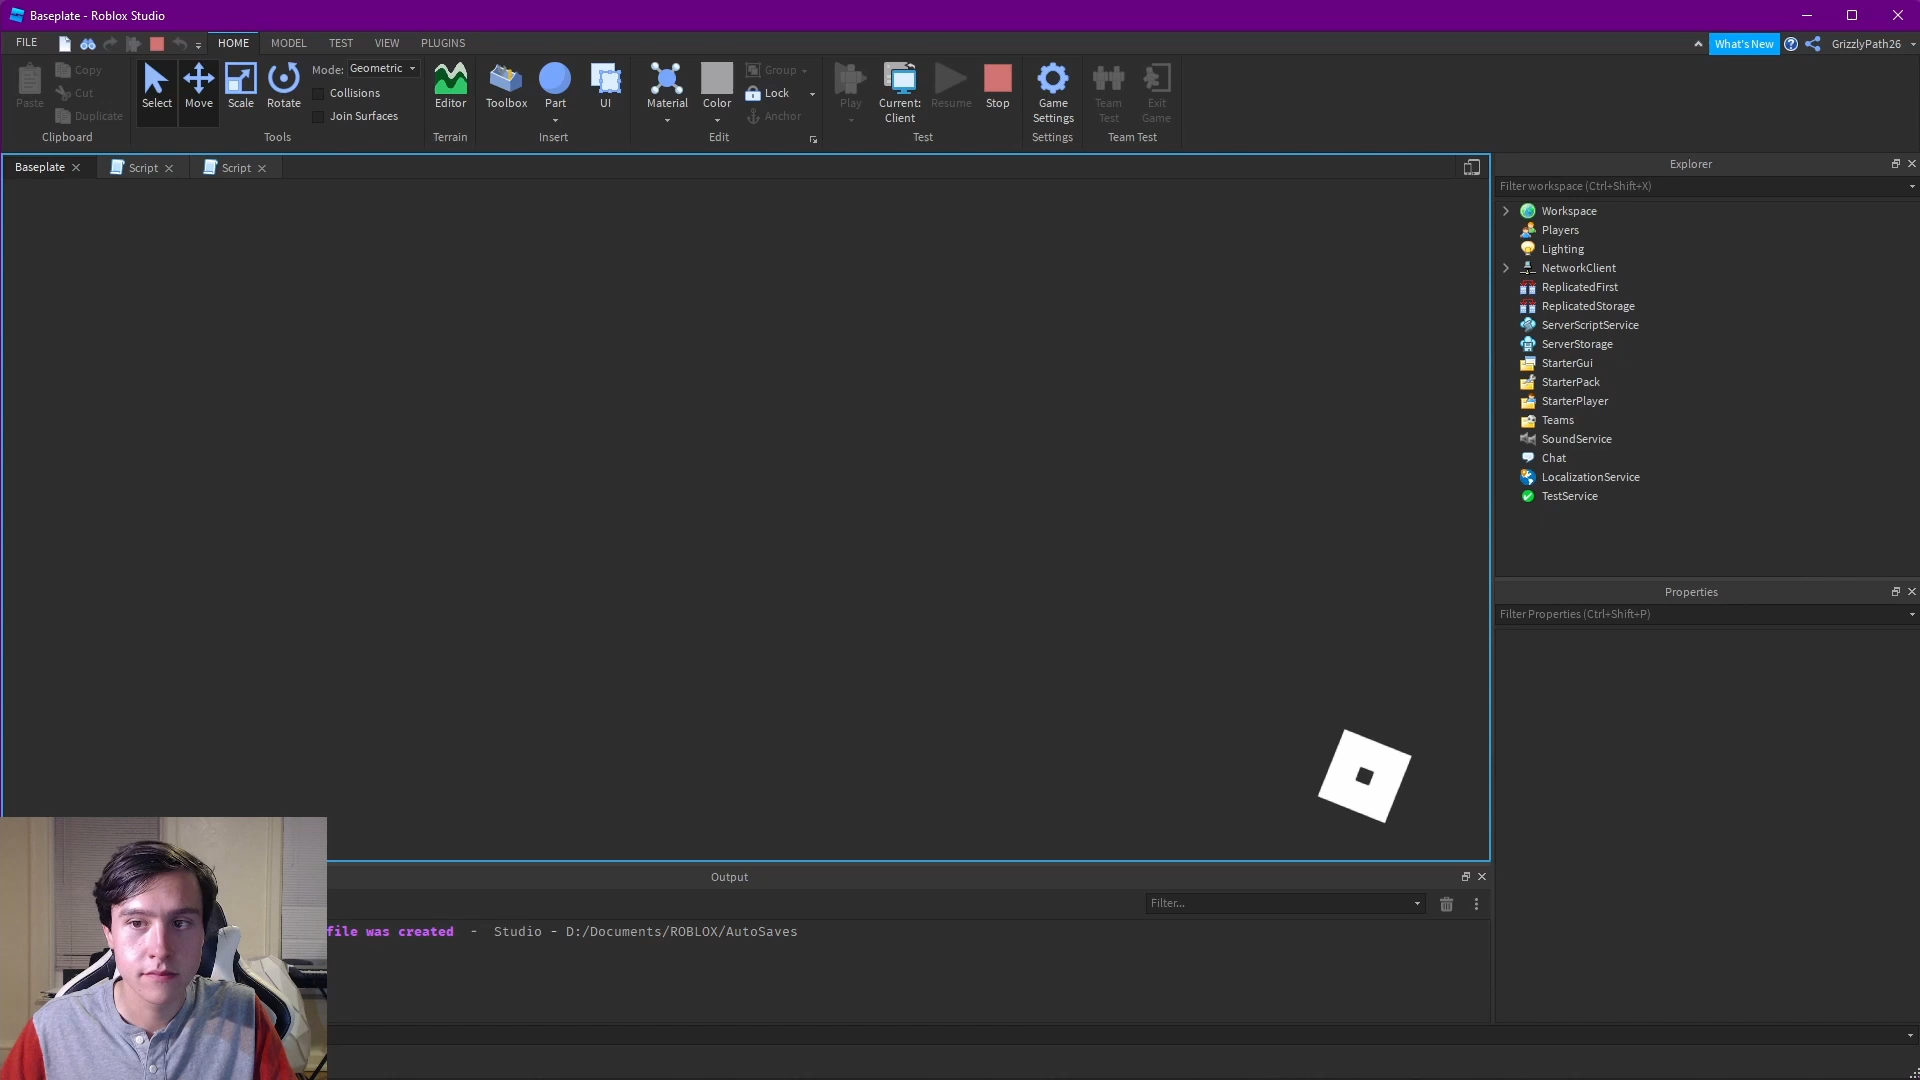 Baseplate - Roblox Studio
FILE HOME MODEL TEST VIEW PLUGINS What's New GrizzlyPath26
Paste Copy Cut Duplicate
Clipboard
Select Move Scale Rotate
Mode: Geometric
Collisions
Join Surfaces
Tools
Editor
Terrain
Toolbox Part UI
Insert
Material Color Group Lock Anchor
Edit
Play Current: Client Resume Stop
Test
Game Settings
Settings
Team Test Exit Game
Team Test
Baseplate Script Script
Explorer
Filter workspace (Ctrl+Shift+X)
Workspace
Players
Lighting
NetworkClient
ReplicatedFirst
ReplicatedStorage
ServerScriptService
ServerStorage
StarterGui
StarterPack
StarterPlayer
Teams
SoundService
Chat
LocalizationService
TestService
Properties
Filter Properties (Ctrl+Shift+P)
Output
Filter...
file was created - Studio - D:/Documents/ROBLOX/AutoSaves